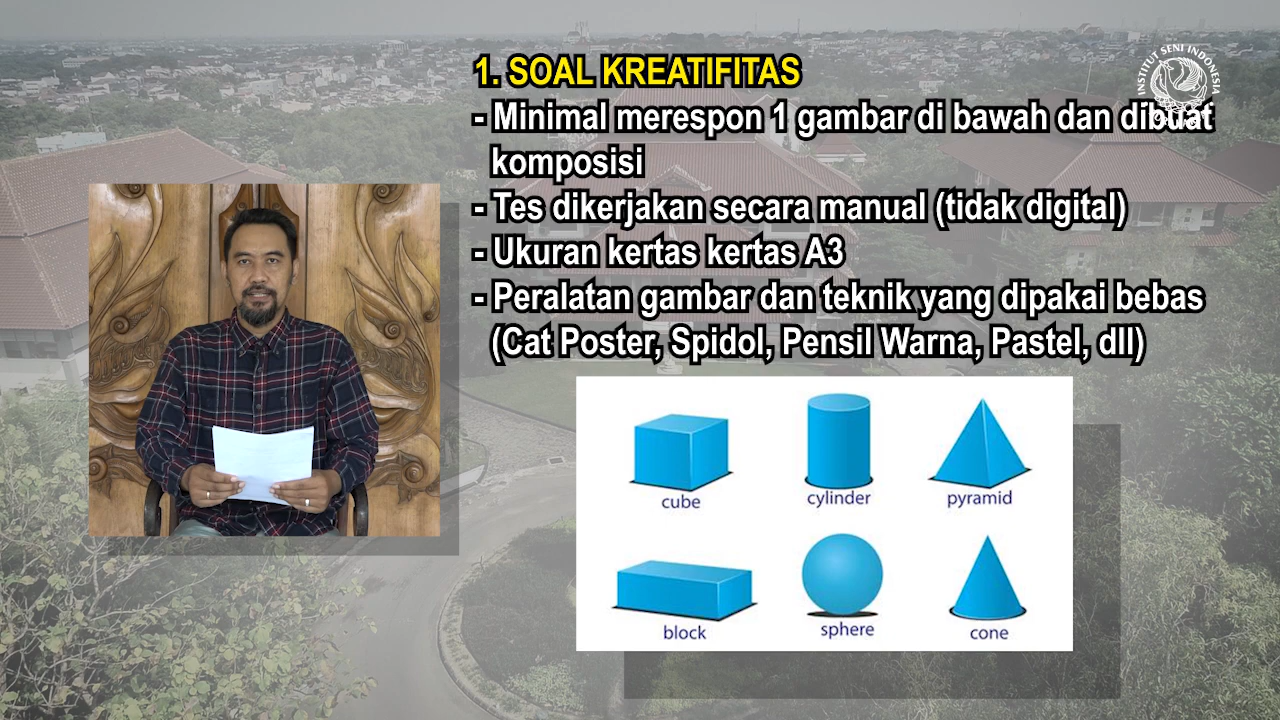 INSTITUT SENI INDONESIA
1. SOAL KREATIFITAS
- Minimal merespon 1 gambar di bawah dan dibuat
komposisi
- Tes dikerjakan secara manual (tidak digital)
- Ukuran kertas kertas A3
- Peralatan gambar dan teknik yang dipakai bebas
(Cat Poster, Spidol, Pensil Warna, Pastel, dll)
cube
cylinder
pyramid
block
sphere
cone